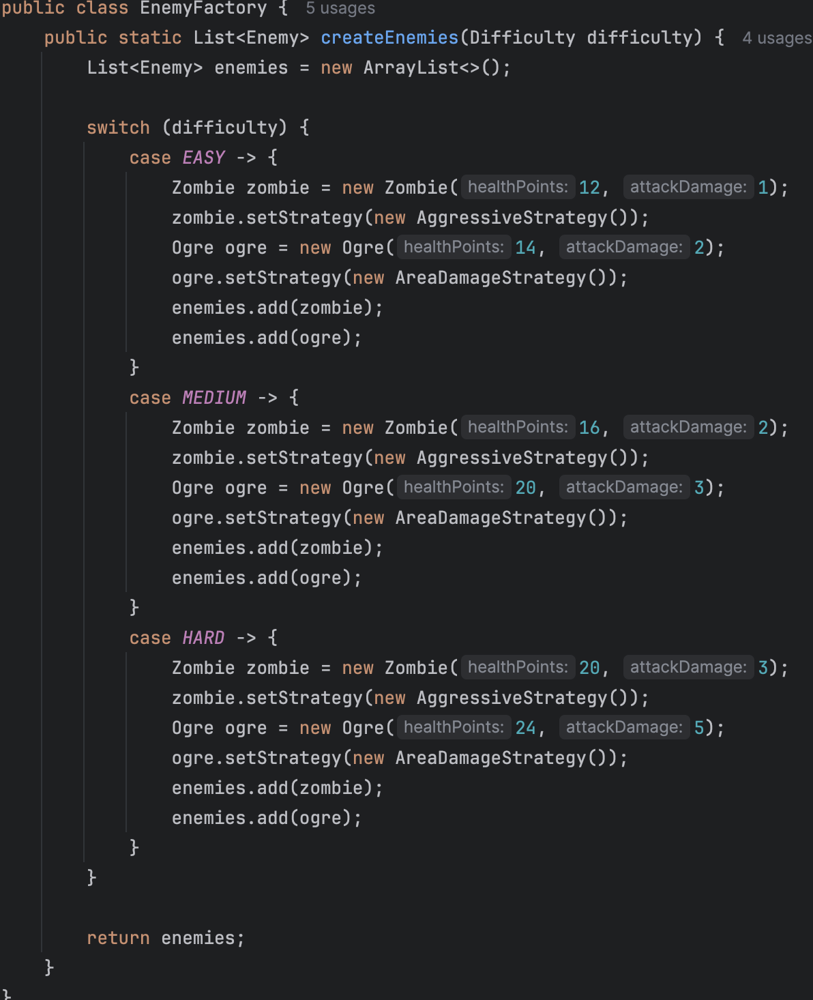 public class EnemyFactory { 5 usages
public static List<Enemy> createEnemies(Difficulty difficulty) { 4 usages
List<Enemy> enemies = new ArrayList<>();
switch (difficulty) {
case EASY -> {
Zombie zombie = new Zombie( healthPoints: 12, attackDamage: 1);
zombie.setStrategy(new AggressiveStrategy());
Ogre ogre = new Ogre( healthPoints: 14, attackDamage: 2);
ogre.setStrategy(new AreaDamageStrategy());
enemies.add(zombie);
enemies.add(ogre);
}
case MEDIUM -> {
Zombie zombie = new Zombie( healthPoints: 16, attackDamage: 2);
zombie.setStrategy(new AggressiveStrategy());
Ogre ogre = new Ogre( healthPoints: 20, attackDamage: 3);
ogre.setStrategy(new AreaDamageStrategy());
enemies.add(zombie);
enemies.add(ogre);
}
case HARD -> {
Zombie zombie = new Zombie( healthPoints: 20, attackDamage: 3);
zombie.setStrategy(new AggressiveStrategy());
Ogre ogre = new Ogre( healthPoints: 24, attackDamage: 5);
ogre.setStrategy(new AreaDamageStrategy());
enemies.add(zombie);
enemies.add(ogre);
}
}
return enemies;
}
}